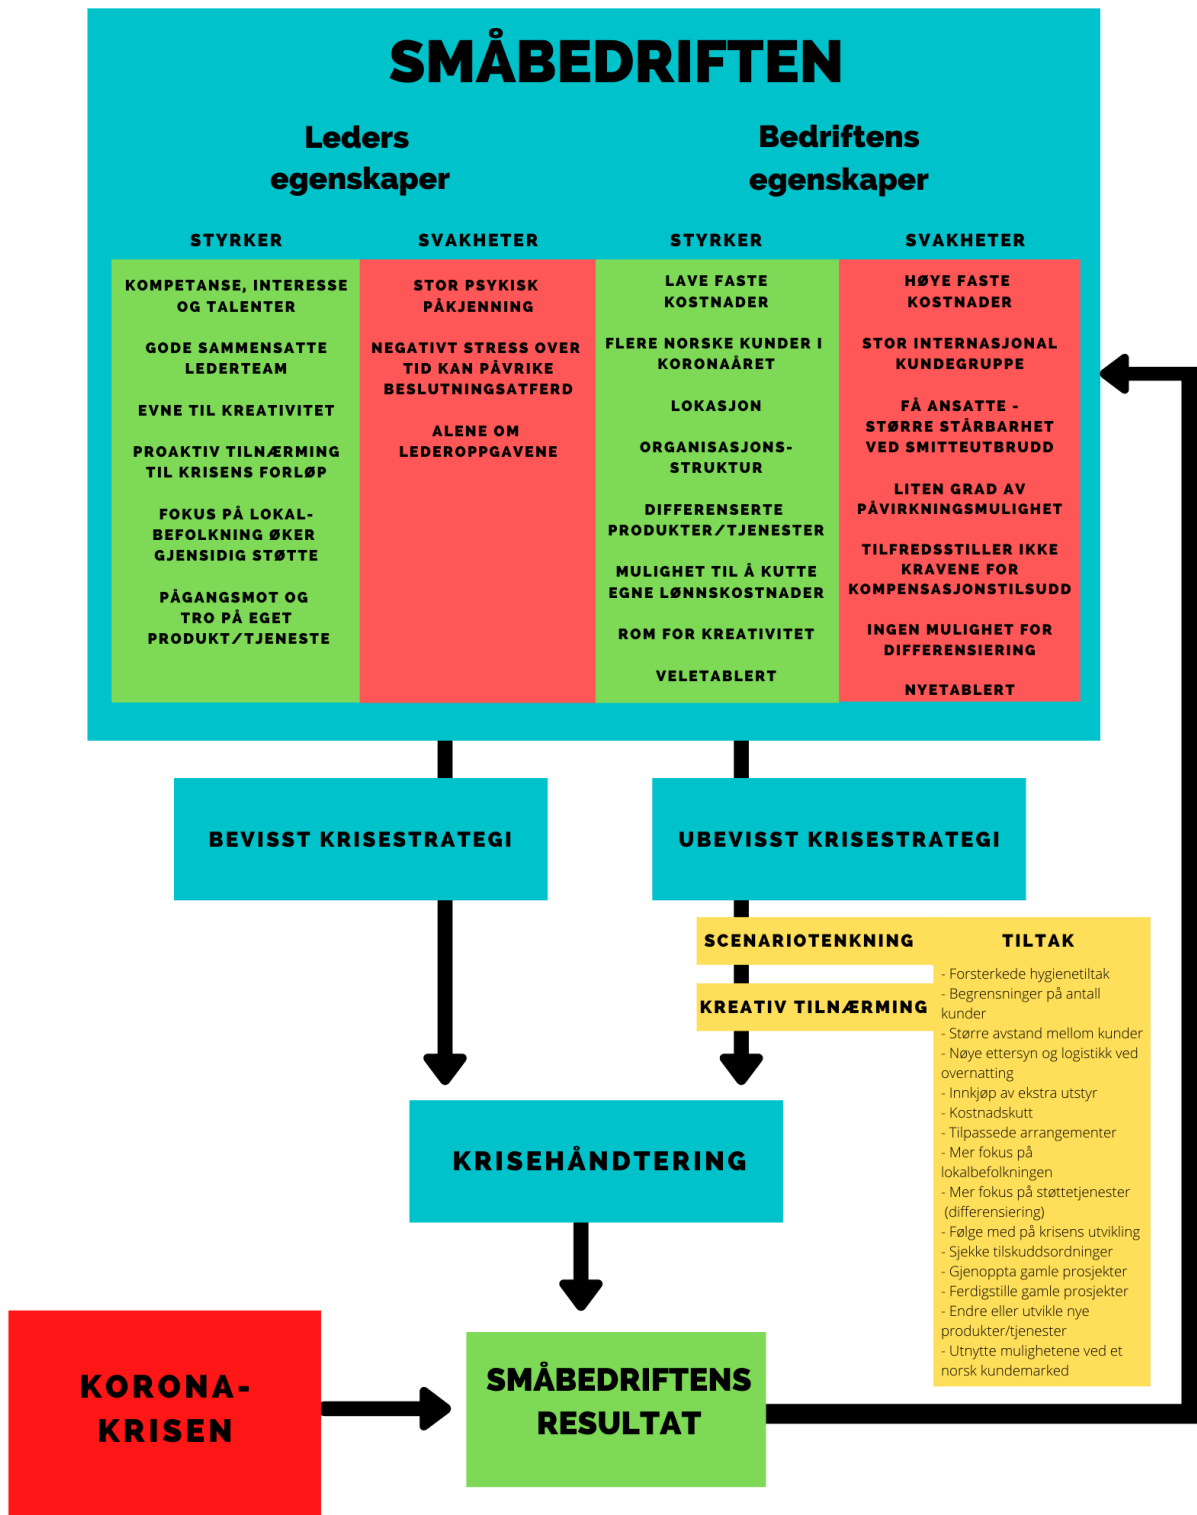 SMÅBEDRIFTEN
Leders
egenskaper
STYRKER
KOMPETANSE, INTERESSE
OG TALENTER
GODE SAMMENSATTE
LEDERTEAM
EVNE TIL KREATIVITET
PROAKTIV TILNÆRMING
TIL KRISENS FORLØP
FOKUS PÅ LOKAL-
BEFOLKNING ØKER
GJENSIDIG STØTTE
PÅGANGSMOT OG
TRO PÅ EGET
PRODUKT/TJENESTE
SVAKHETER
STOR PSYKISK
PÅKJENNING
NEGATIVT STRESS OVER
TID KAN PÅVRIKE
BESLUTNINGSATFERD
ALENE OM
LEDEROPPGAVENE
Bedriftens
egenskaper
STYRKER
LAVE FASTE
KOSTNADER
FLERE NORSKE KUNDER I
KORONAÅRET
LOKASJON
ORGANISASJONS-
STRUKTUR
DIFFERENSERTE
PRODUKTER/TJENESTER
MULIGHET TIL Å KUTTE
EGNE LØNNSKOSTNADER
ROM FOR KREATIVITET
VELETABLERT
SVAKHETER
HØYE FASTE
KOSTNADER
STOR INTERNASJONAL
KUNDEGRUPPE
FÅ ANSATTE -
STØRRE STÅRBARHET
VED SMITTEUTBRUDD
LITEN GRAD AV
PÅVIRKNINGSMULIGHET
TILFREDSSTILLER IKKE
KRAVENE FOR
KOMPENSASJONSTILSUDD
INGEN MULIGHET FOR
DIFFERENSIERING
NYETABLERT
BEVISST KRISESTRATEGI
UBEVISST KRISESTRATEGI
SCENARIOTENKNING
KREATIV TILNÆRMING
TILTAK
- Forsterkede hygienetiltak
- Begrensninger på antall
kunder
- Større avstand mellom kunder
- Nøye ettersyn og logistikk ved
overnatting
- Innkjøp av ekstra utstyr
- Kostnadskutt
- Tilpassede arrangementer
- Mer fokus på
lokalbefolkningen
- Mer fokus på støttetjenester
(differensiering)
- Følge med på krisens utvikling
- Sjekke tilskuddsordninger
- Gjenoppta gamle prosjekter
- Ferdigstille gamle prosjekter
- Endre eller utvikle nye
produkter/tjenester
- Utnytte mulighetene ved et
norsk kundemarked
KRISEHÅNDTERING
KORONA-
KRISEN
SMÅBEDRIFTENS
RESULTAT